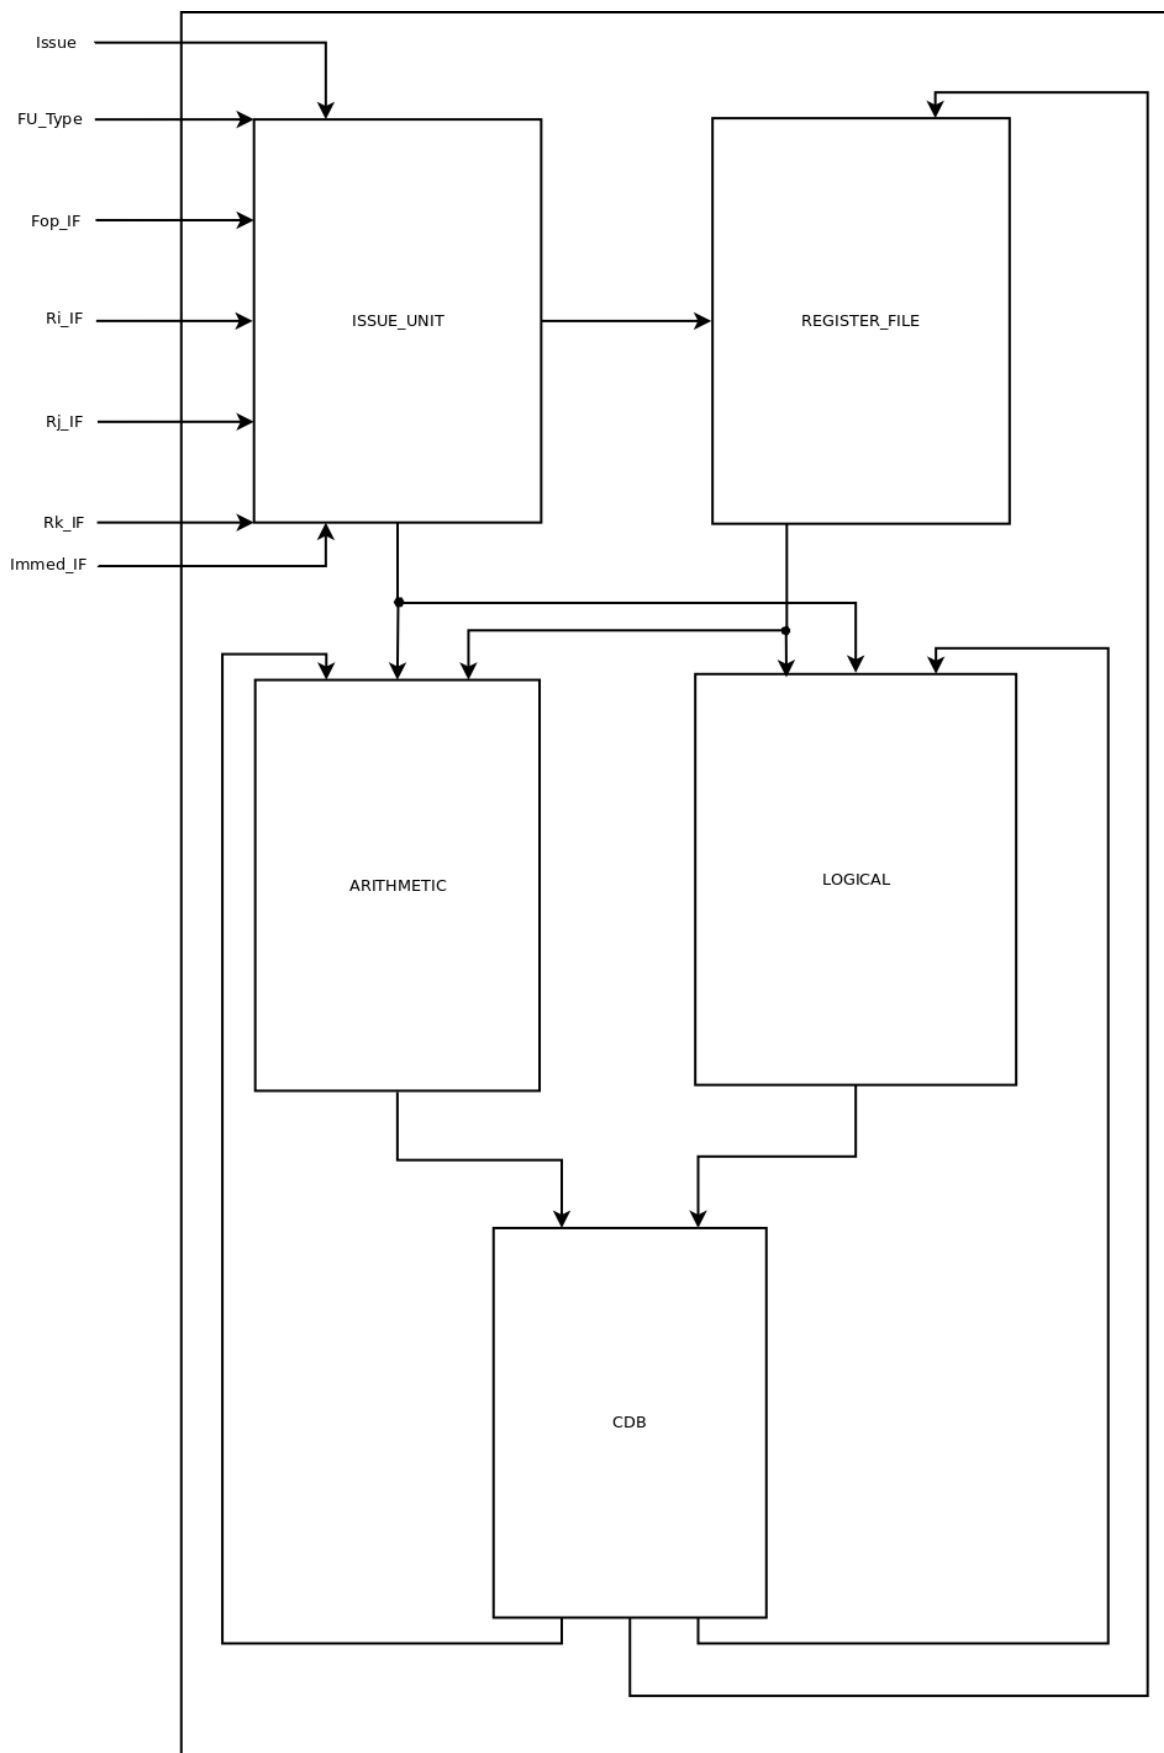 Issue
FU_Type
Fop_IF
Ri_IF
ISSUE_UNIT
REGISTER_FILE
Rj_IF
Rk_IF
Immed_IF
ARITHMETIC
LOGICAL
CDB